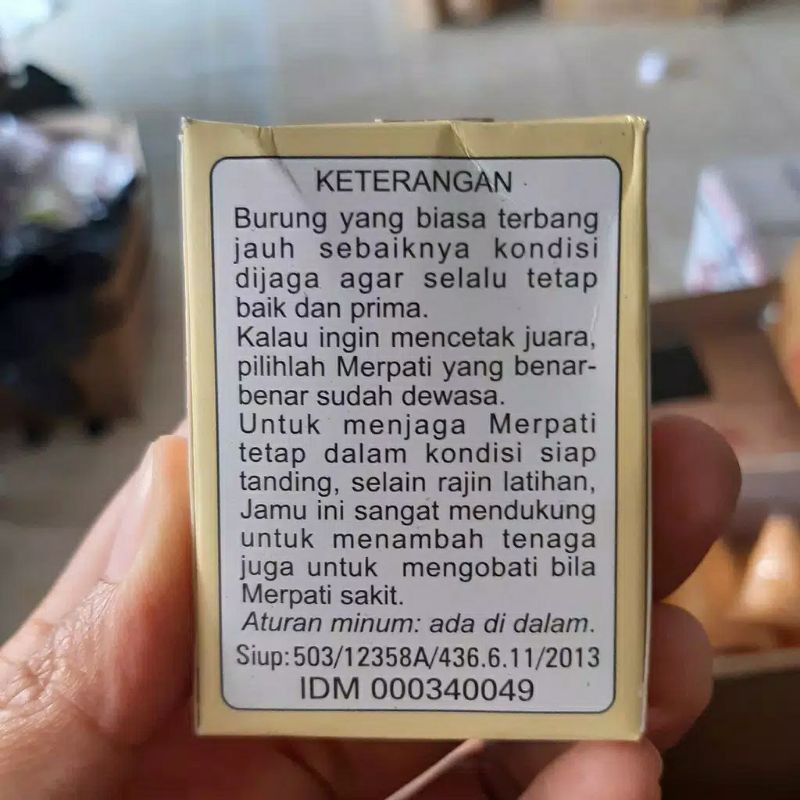 KETERANGAN
Burung yang biasa terbang
jauh sebaiknya kondisi
dijaga agar selalu tetap
baik dan prima.
Kalau ingin mencetak juara,
pilihlah Merpati yang benar-
benar sudah dewasa.
Untuk menjaga Merpati
tetap dalam kondisi siap
tanding, selain rajin latihan,
Jamu ini sangat mendukung
untuk menambah tenaga
juga untuk mengobati bila
Merpati sakit.
Aturan minum: ada di dalam.
Siup: 503/12358A/436.6.11/2013
IDM 000340049